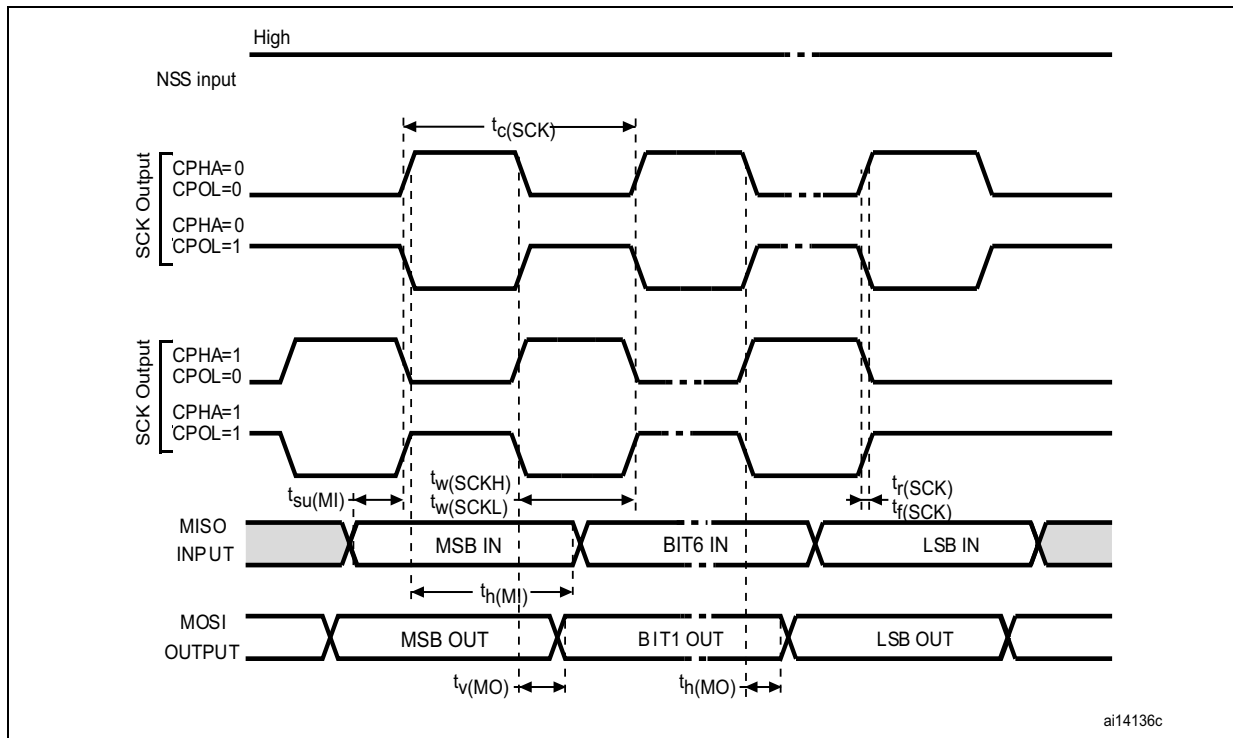 High
NSS input
tc(SCK)
SCK Output
CPHA=0
CPOL=0
CPHA=0
CPOL=1
SCK Output
CPHA=1
CPOL=0
CPHA=1
CPOL=1
tsu(MI)
tw(SCKH)
tw(SCKL)
tr(SCK)
tf(SCK)
MISO
INPUT
MSB IN
BIT6 IN
LSB IN
th(MI)
MOSI
OUTPUT
MSB OUT
BIT1 OUT
LSB OUT
tv(MO)
th(MO)
ai14136c